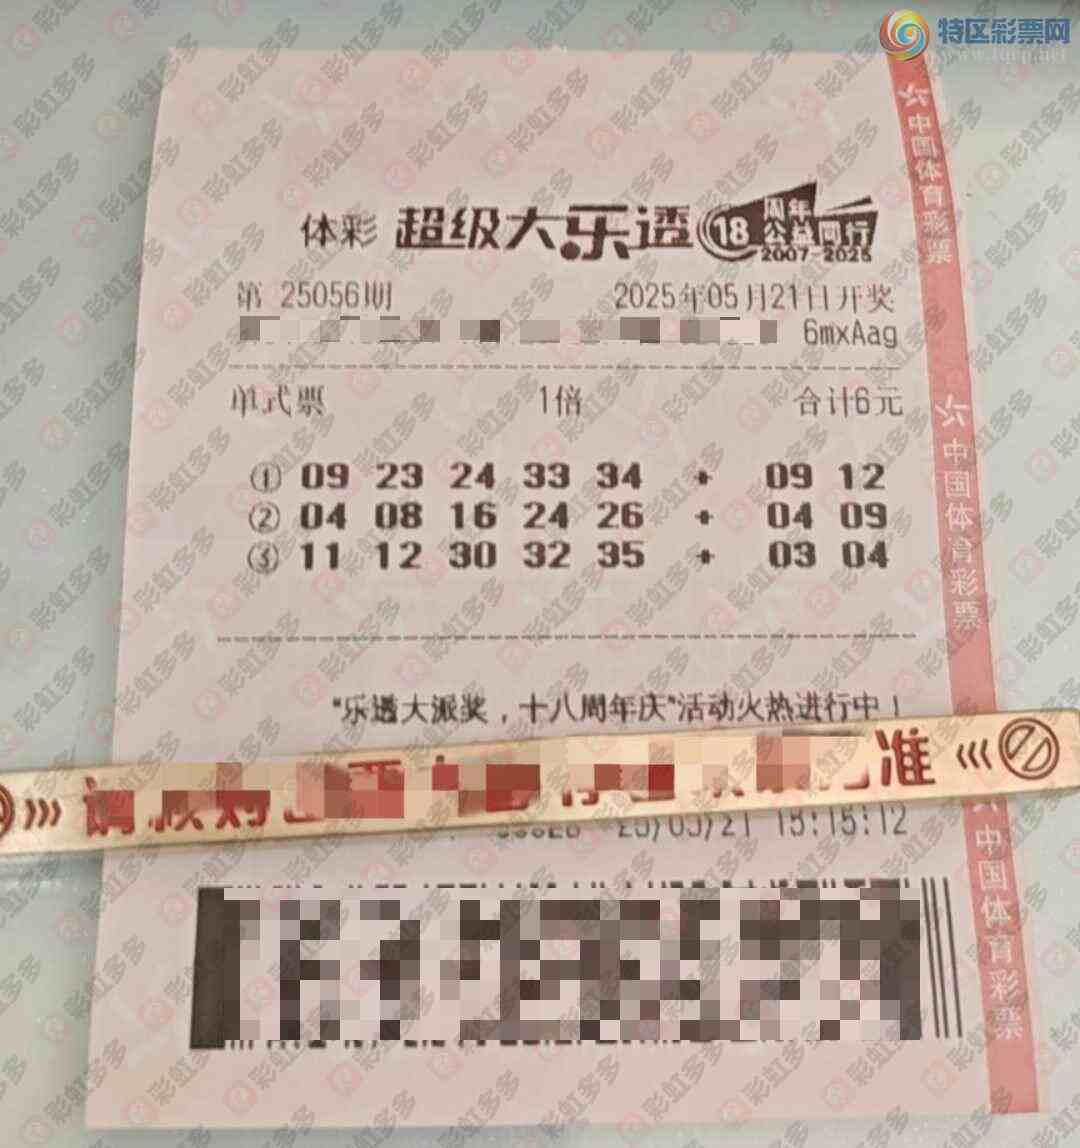 特区彩票网
体彩 超级大乐透 18 周年 公益同行 2007-2025
第 25056期 2025年05月21日开奖
6mxAag
单式票 1倍 合计6元
① 09 23 24 33 34 + 09 12
② 04 08 16 24 26 + 04 09
③ 11 12 30 32 35 + 03 04
"乐透大派奖，十八周年庆"活动火热进行中！
准
25/05/21 15:15:12
中国体育彩票
中国体育彩票
中国体育彩票
彩虹多多